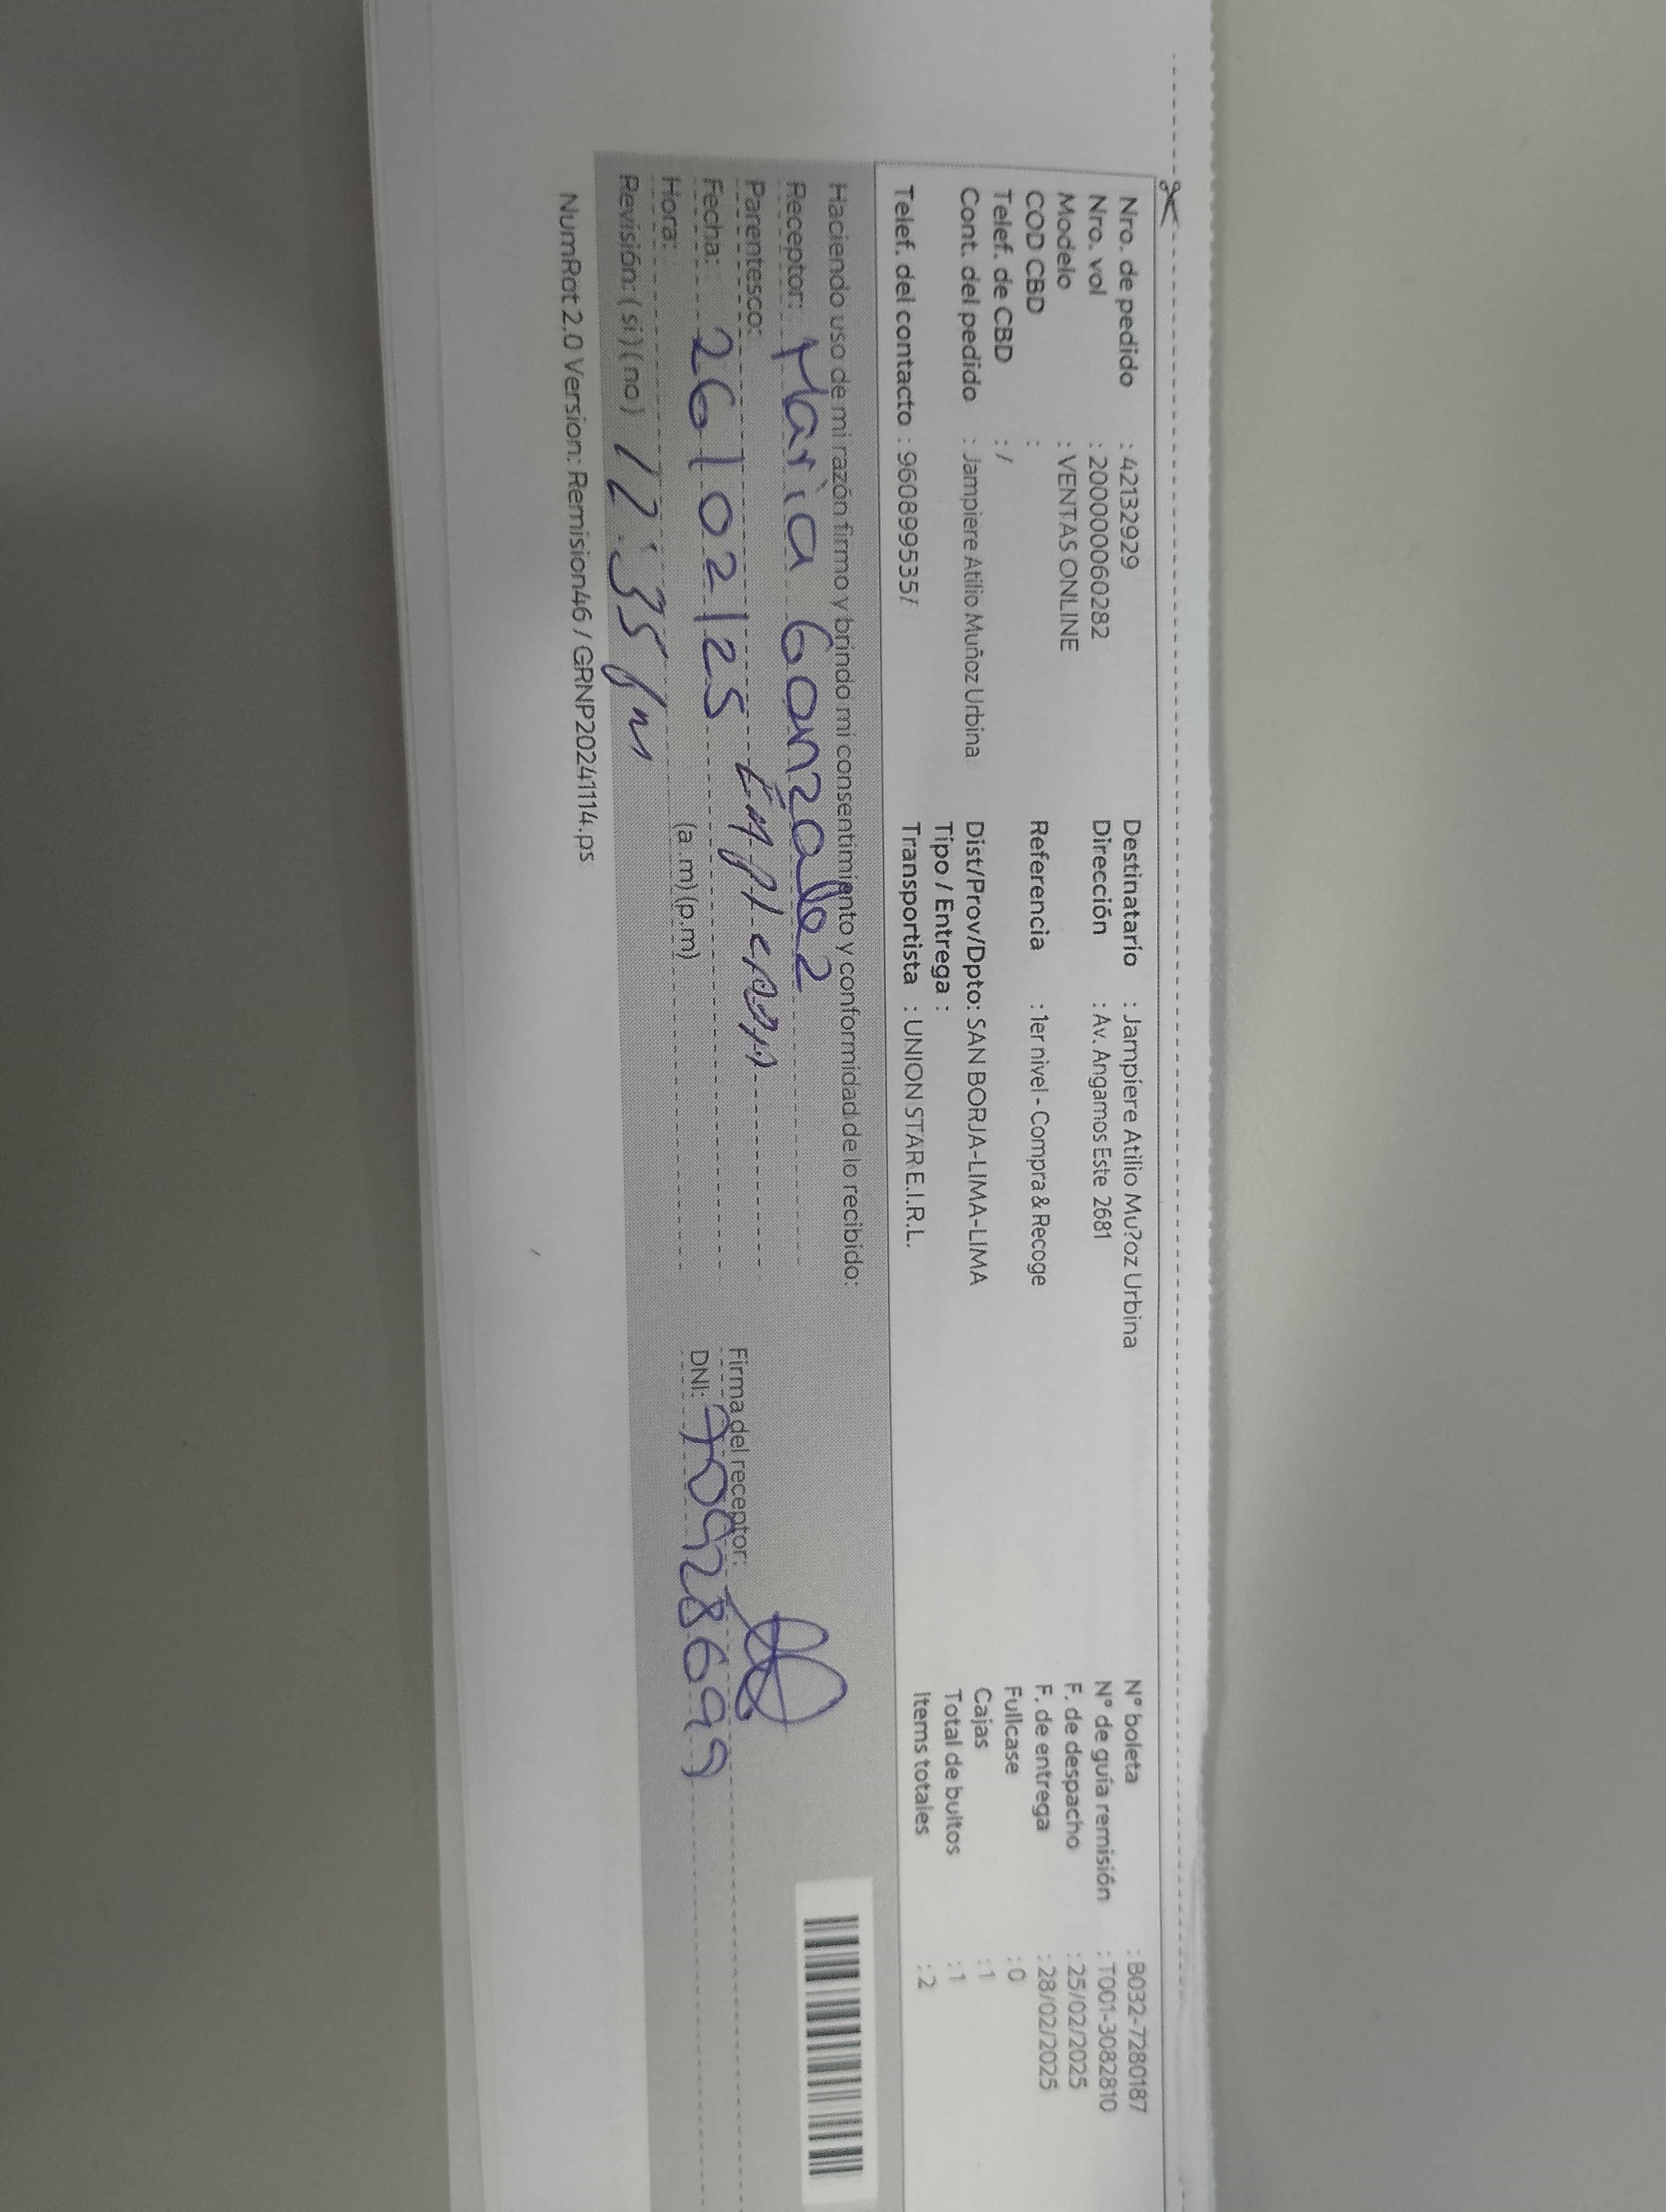 Nro. de pedido : 42132929
Nro. vol : 200000060282
Modelo : VENTAS ONLINE
COD CBD :
Telef. de CBD : /
Cont. del pedido : Jampiere Atilio Muñoz Urbina
Telef. del contacto : 960899535/
Destinatario : Jampiere Atilio Mu?oz Urbina
Dirección : Av. Angamos Este 2681
Referencia : 1er nivel - Compra & Recoge
Dist/Prov/Dpto: SAN BORJA-LIMA-LIMA
Tipo / Entrega :
Transportista : UNION STAR E.I.R.L.
N° boleta : B032-7280187
N° de guía remisión : T001-3082810
F. de despacho : 25/02/2025
F. de entrega : 28/02/2025
Fullcase : 0
Cajas : 1
Total de bultos : 1
Items totales : 2
Haciendo uso de mi razón firmo y brindo mi consentimiento y conformidad de lo recibido:
Receptor: Maria Gonzalez
Parentesco:
Fecha: 26/02/25
Hora: (a.m) (p.m)
Revisión: (si) (no) 12:35 pm
Firma del receptor:
DNI: 70928699
NumRot 2.0 Version: Remision46 / GRNP20241114.ps